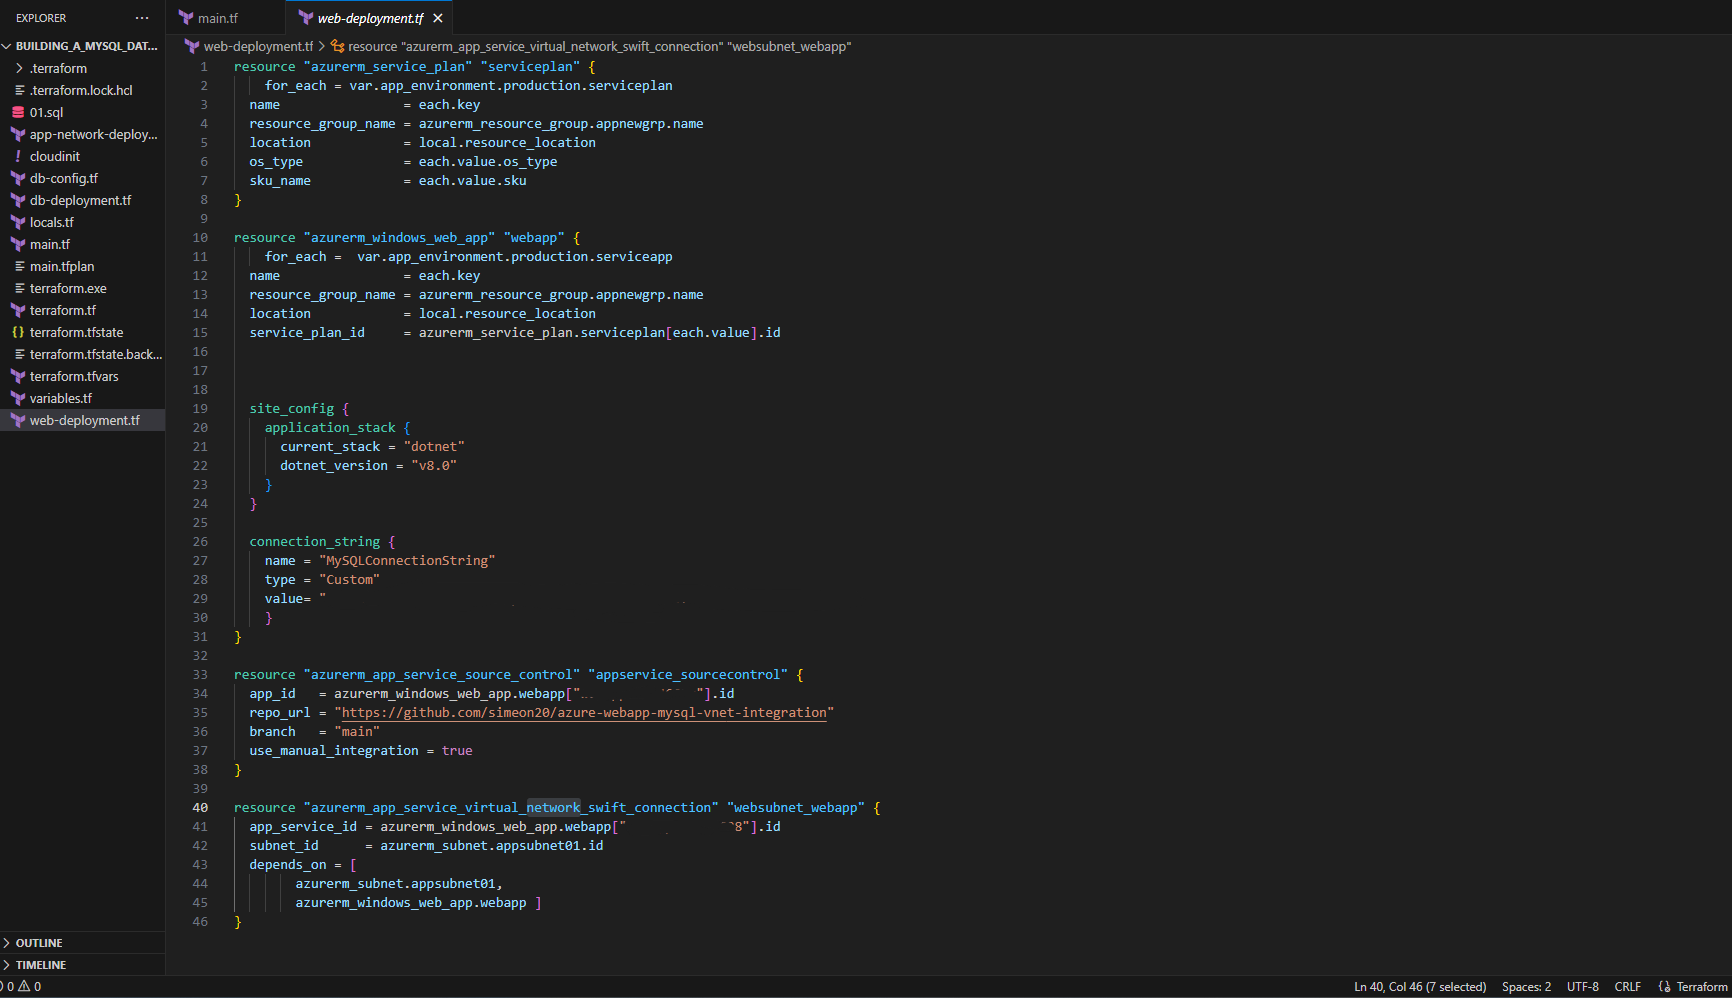 EXPLORER
BUILDING_A_MYSQL_DAT...
.terraform
.terraform.lock.hcl
01.sql
app-network-deploy...
cloudinit
db-config.tf
db-deployment.tf
locals.tf
main.tf
main.tfplan
terraform.exe
terraform.tf
terraform.tfstate
terraform.tfstate.back...
terraform.tfvars
variables.tf
web-deployment.tf
OUTLINE
TIMELINE
main.tf
web-deployment.tf
web-deployment.tf > resource "azurerm_app_service_virtual_network_swift_connection" "websubnet_webapp"
1 resource "azurerm_service_plan" "serviceplan" {
2 for_each = var.app_environment.production.serviceplan
3 name = each.key
4 resource_group_name = azurerm_resource_group.appnewgrp.name
5 location = local.resource_location
6 os_type = each.value.os_type
7 sku_name = each.value.sku
8 }
9
10 resource "azurerm_windows_web_app" "webapp" {
11 for_each = var.app_environment.production.serviceapp
12 name = each.key
13 resource_group_name = azurerm_resource_group.appnewgrp.name
14 location = local.resource_location
15 service_plan_id = azurerm_service_plan.serviceplan[each.value].id
16
17
18
19 site_config {
20 application_stack {
21 current_stack = "dotnet"
22 dotnet_version = "v8.0"
23 }
24 }
25
26 connection_string {
27 name = "MySQLConnectionString"
28 type = "Custom"
29 value= "
30 }
31 }
32
33 resource "azurerm_app_service_source_control" "appservice_sourcecontrol" {
34 app_id = azurerm_windows_web_app.webapp[" "].id
35 repo_url = "https://github.com/simeon20/azure-webapp-mysql-vnet-integration"
36 branch = "main"
37 use_manual_integration = true
38 }
39
40 resource "azurerm_app_service_virtual_network_swift_connection" "websubnet_webapp" {
41 app_service_id = azurerm_windows_web_app.webapp[" 8"].id
42 subnet_id = azurerm_subnet.appsubnet01.id
43 depends_on = [
44 azurerm_subnet.appsubnet01,
45 azurerm_windows_web_app.webapp ]
46 }
0 0
Ln 40, Col 46 (7 selected) Spaces: 2 UTF-8 CRLF Terraform